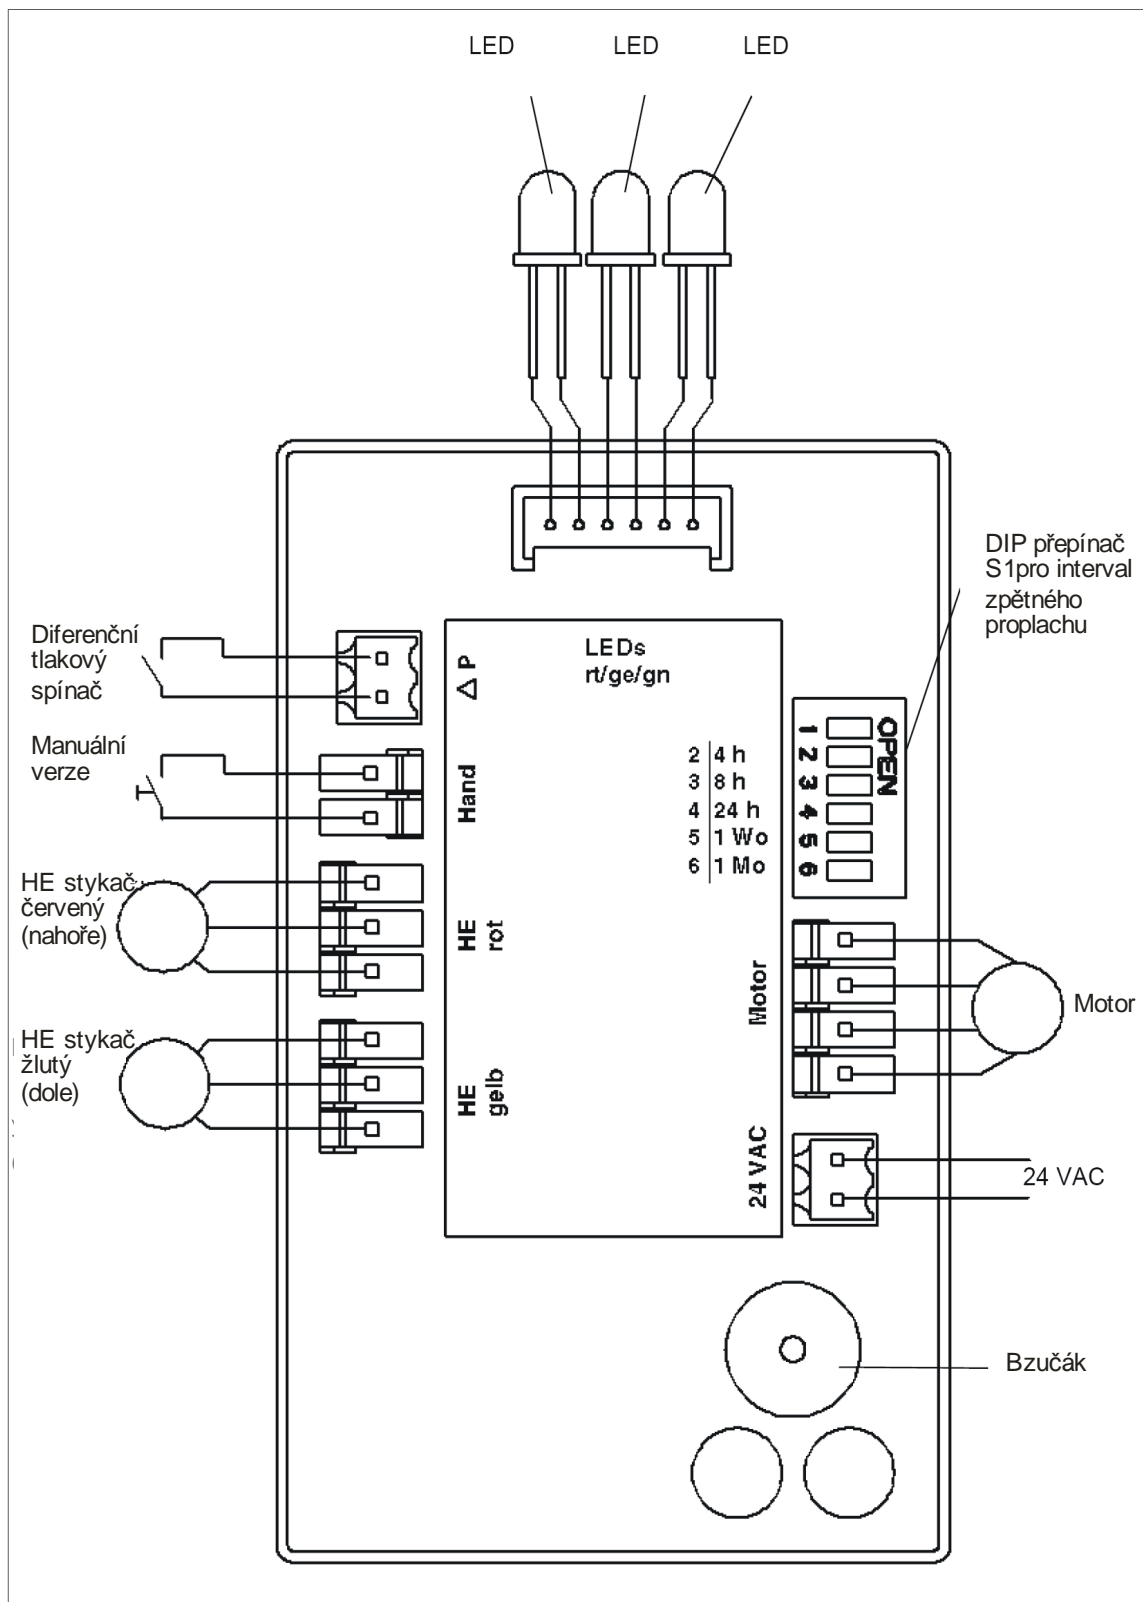 LED LED LED
DIP přepínač
S1pro interval
zpětného
proplachu
Diferenční
tlakový
spínač
Manuální
verze
HE stykač
červený
(nahoře)
HE stykač
žlutý
(dole)
△ P
Hand
HE
rot
HE
gelb
LEDs
rt/ge/gn
2 4 h
3 8 h
4 24 h
5 1 Wo
6 1 Mo
OPEN
1
2
3
4
5
6
Motor
Motor
24 VAC
24 VAC
Bzučák